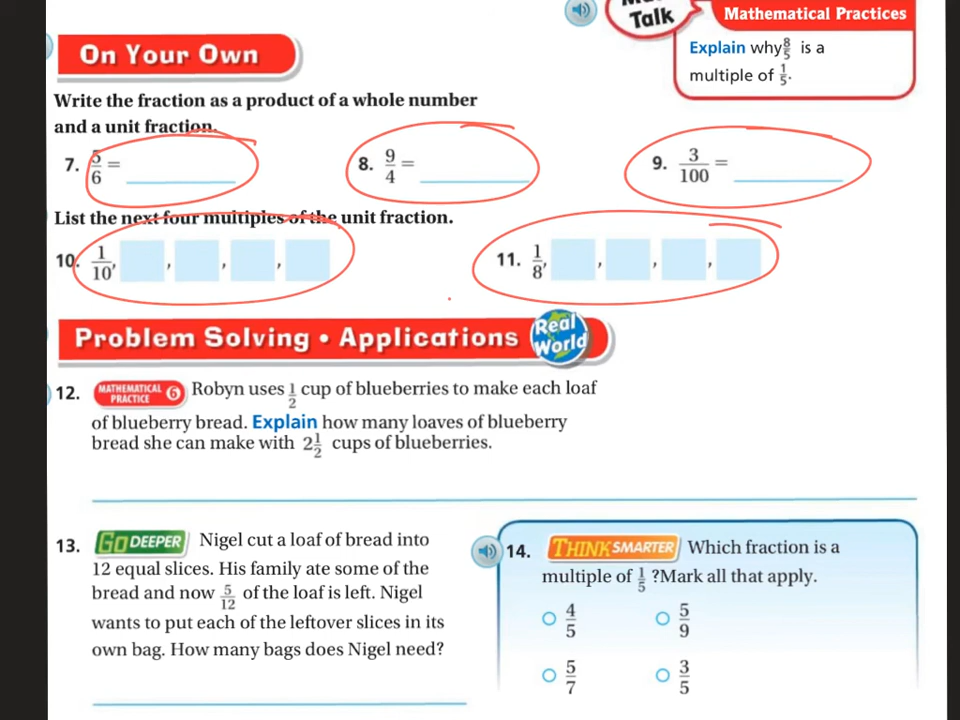 Talk
Mathematical Practices
Explain why 8/5 is a
multiple of 1/5.
On Your Own
Write the fraction as a product of a whole number
and a unit fraction.
7. 5/6 = ________
8. 9/4 = ________
9. 3/100 = ________
List the next four multiples of the unit fraction.
10. 1/10, , , ,
11. 1/8, , , ,
Problem Solving • Applications Real World
12. MATHEMATICAL PRACTICE 6 Robyn uses 1/2 cup of blueberries to make each loaf
of blueberry bread. Explain how many loaves of blueberry
bread she can make with 2 1/2 cups of blueberries.
13. GO DEEPER Nigel cut a loaf of bread into
12 equal slices. His family ate some of the
bread and now 5/12 of the loaf is left. Nigel
wants to put each of the leftover slices in its
own bag. How many bags does Nigel need?
14. THINK SMARTER Which fraction is a
multiple of 1/5 ?Mark all that apply.
4/5 5/9
5/7 3/5